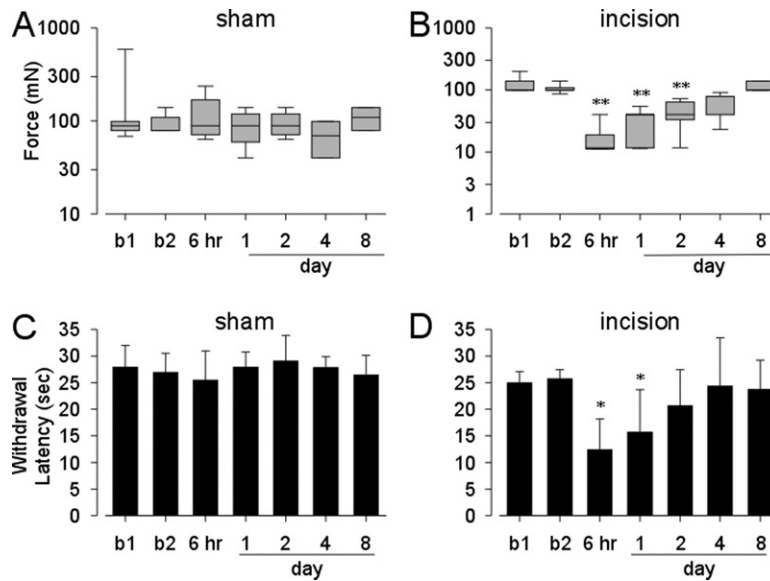 A sham
Force (mN)
1000
300
100
30
10
b1 b2 6 hr 1 2 4 8
day
B incision
1000
300
100
30
10
3
1
** ** **
b1 b2 6 hr 1 2 4 8
day
C sham
Withdrawal
Latency (sec)
35
30
25
20
15
10
5
0
b1 b2 6 hr 1 2 4 8
day
D incision
35
30
25
20
15
10
5
0
* *
b1 b2 6 hr 1 2 4 8
day